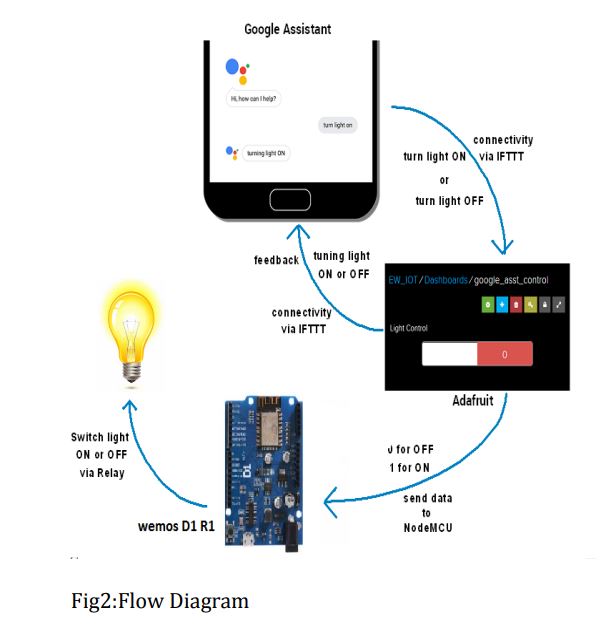 Google Assistant
Hi, how can I help?
turn light on
turning light ON
connectivity
via IFTTT
turn light ON
or
turn light OFF
feedback
tuning light
ON or OFF
connectivity
via IFTTT
EW_IOT / Dashboards / google_asst_control
Light Control
0
Adafruit
J for OFF
1 for ON
send data
to
NodeMCU
D1
wemos D1 R1
Switch light
ON or OFF
via Relay
Fig2:Flow Diagram